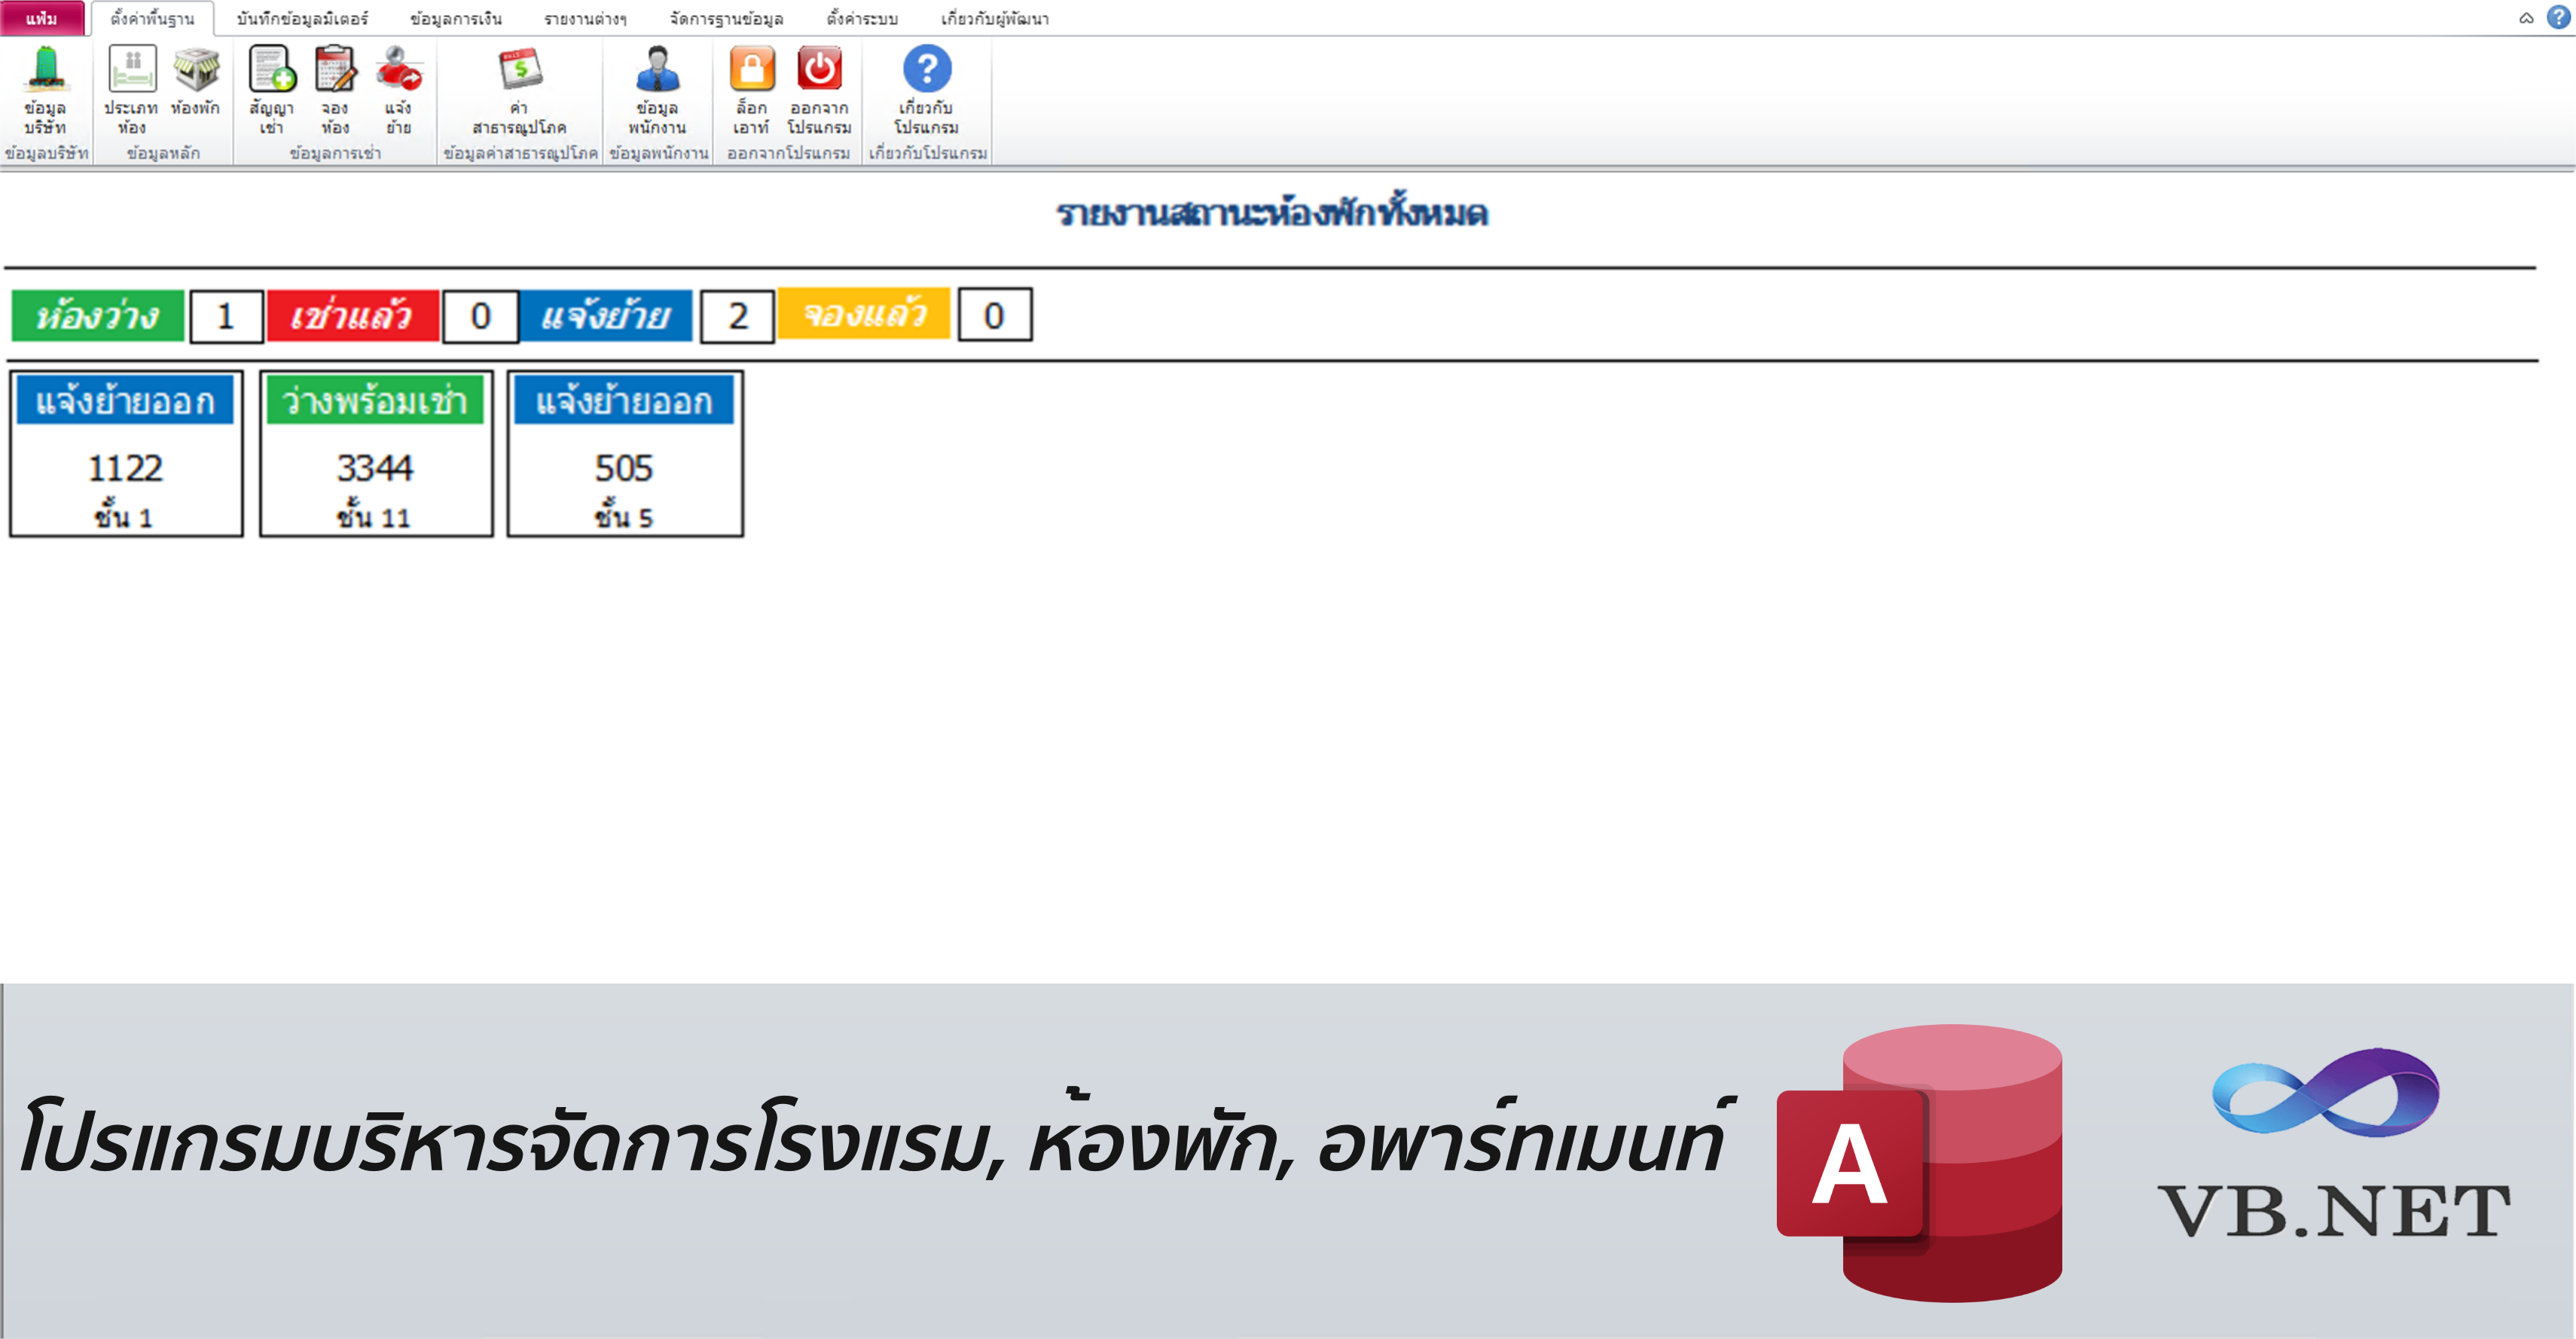 แฟ้ม ตั้งค่าพื้นฐาน บันทึกข้อมูลมิเตอร์ ข้อมูลการเงิน รายงานต่างๆ จัดการฐานข้อมูล ตั้งค่าระบบ เกี่ยวกับผู้พัฒนา
ข้อมูล ประเภท ห้องพัก สัญญา จอง แจ้ง ค่า ข้อมูล ล็อก ออกจาก เกี่ยวกับ
บริษัท ห้อง เช่า ห้อง ย้าย สาธารณูปโภค พนักงาน เอาท์ โปรแกรม โปรแกรม
ข้อมูลบริษัท ข้อมูลหลัก ข้อมูลการเช่า ข้อมูลค่าสาธารณูปโภค ข้อมูลพนักงาน ออกจากโปรแกรม เกี่ยวกับโปรแกรม
รายงานสถานะห้องพักทั้งหมด
ห้องว่าง 1 เช่าแล้ว 0 แจ้งย้าย 2 จองแล้ว 0
แจ้งย้ายออก ว่างพร้อมเช่า แจ้งย้ายออก
1122 3344 505
ชั้น 1 ชั้น 11 ชั้น 5
โปรแกรมบริหารจัดการโรงแรม, ห้องพัก, อพาร์ทเมนท์
A
VB.NET